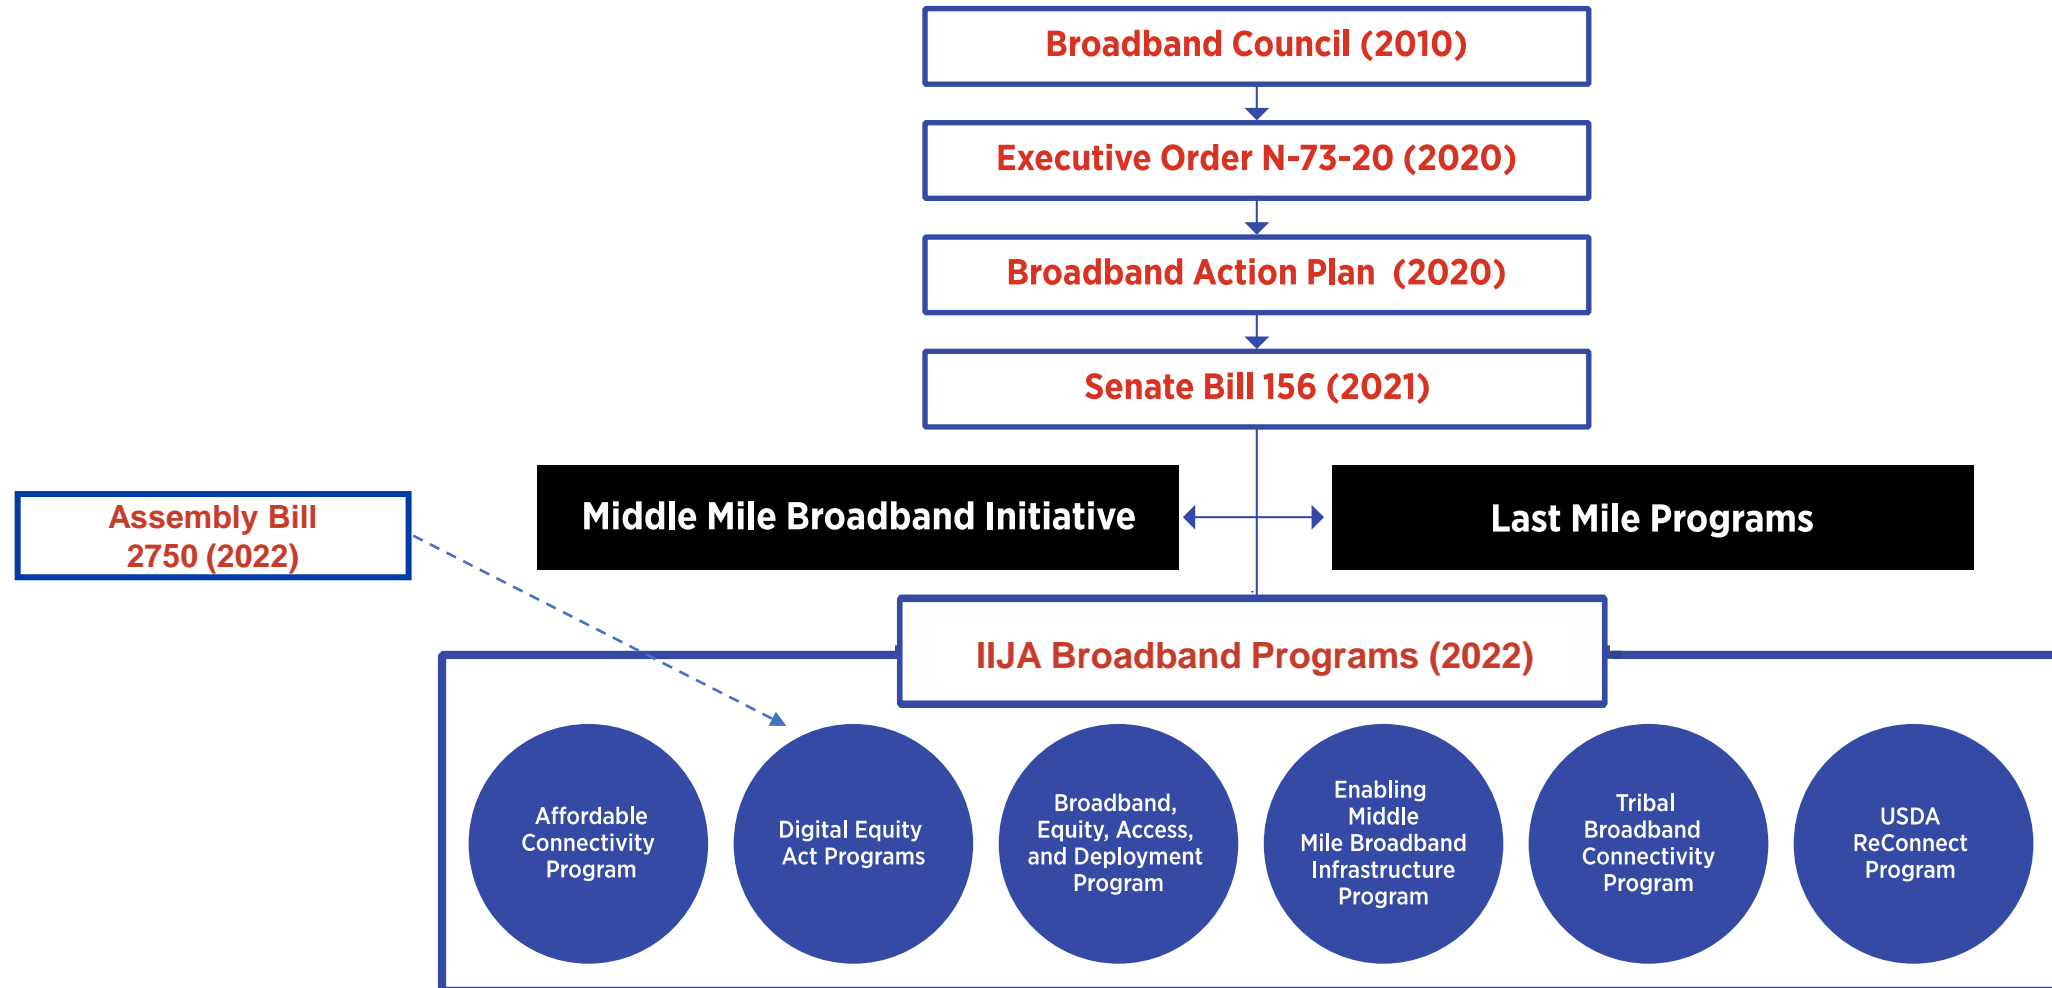 Broadband Council (2010)
Executive Order N-73-20 (2020)
Broadband Action Plan (2020)
Senate Bill 156 (2021)
Middle Mile Broadband Initiative
Last Mile Programs
Assembly Bill
2750 (2022)
IIJA Broadband Programs (2022)
Affordable
Connectivity
Program
Digital Equity
Act Programs
Broadband,
Equity, Access,
and Deployment
Program
Enabling
Middle
Mile Broadband
Infrastructure
Program
Tribal
Broadband
Connectivity
Program
USDA
ReConnect
Program